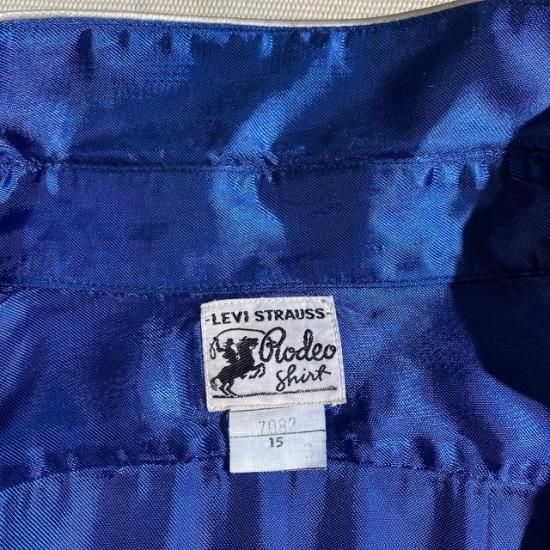 -LEVI STRAUSS-
Rodeo
Shirt
7082
15